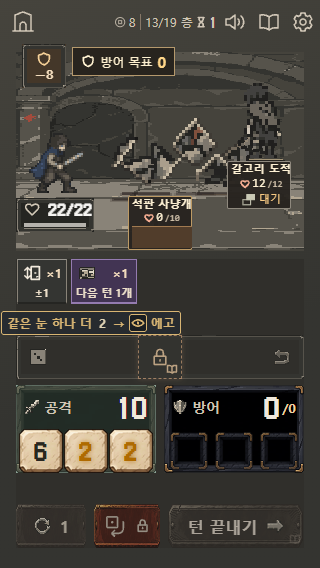 8 | 13/19 층 1
-8
방어 목표 0
갈고리 도적
12/12
대기
22/22
석판 사냥개
0/10
×1
±1
×1
다음 턴 1개
같은 눈 하나 더 2 → 예고
공격 10
방어 0/0
6 2 2
1
턴 끝내기